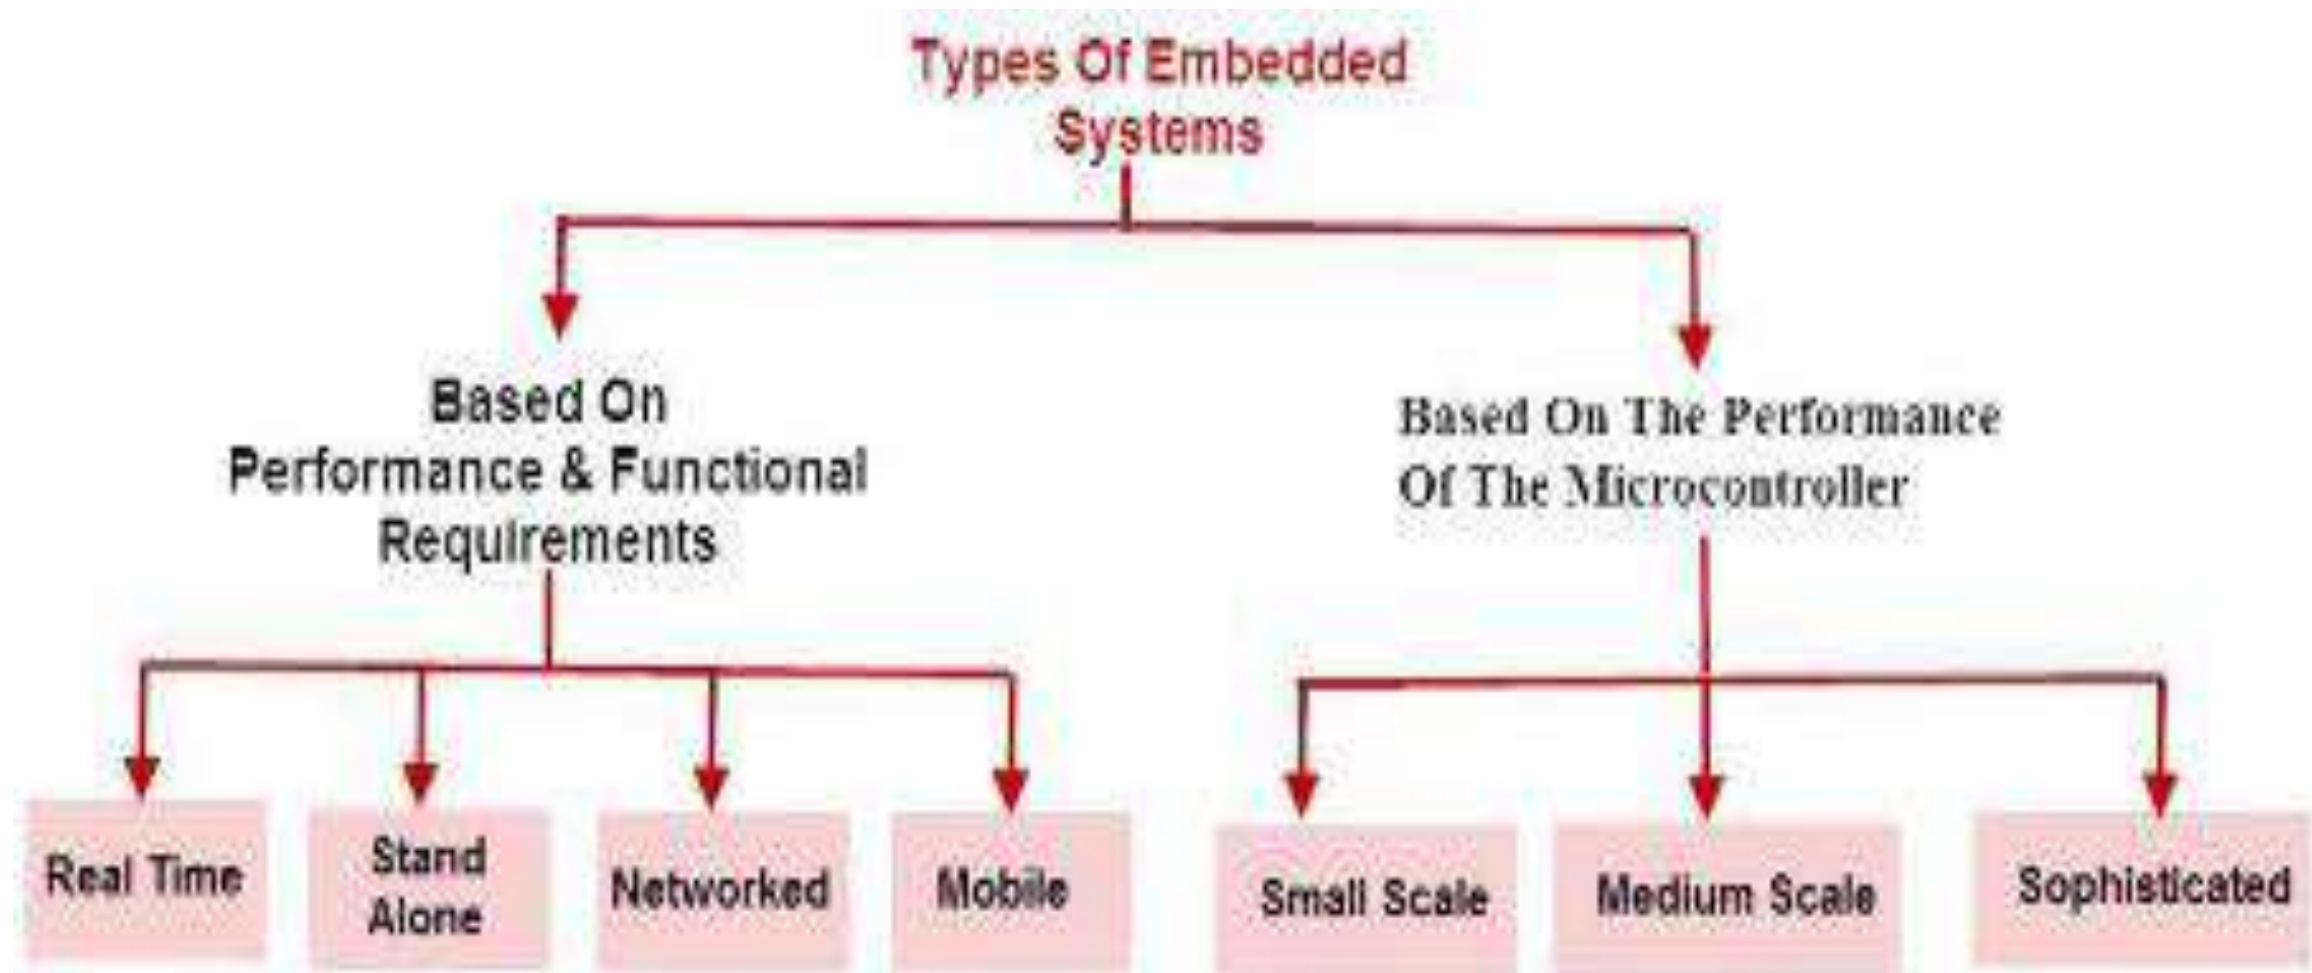 Types Of Embedded
Systems
Based On
Performance & Functional
Requirements
Based On The Performance
Of The Microcontroller
Real Time
Stand
Alone
Networked
Mobile
Small Scale
Medium Scale
Sophisticated